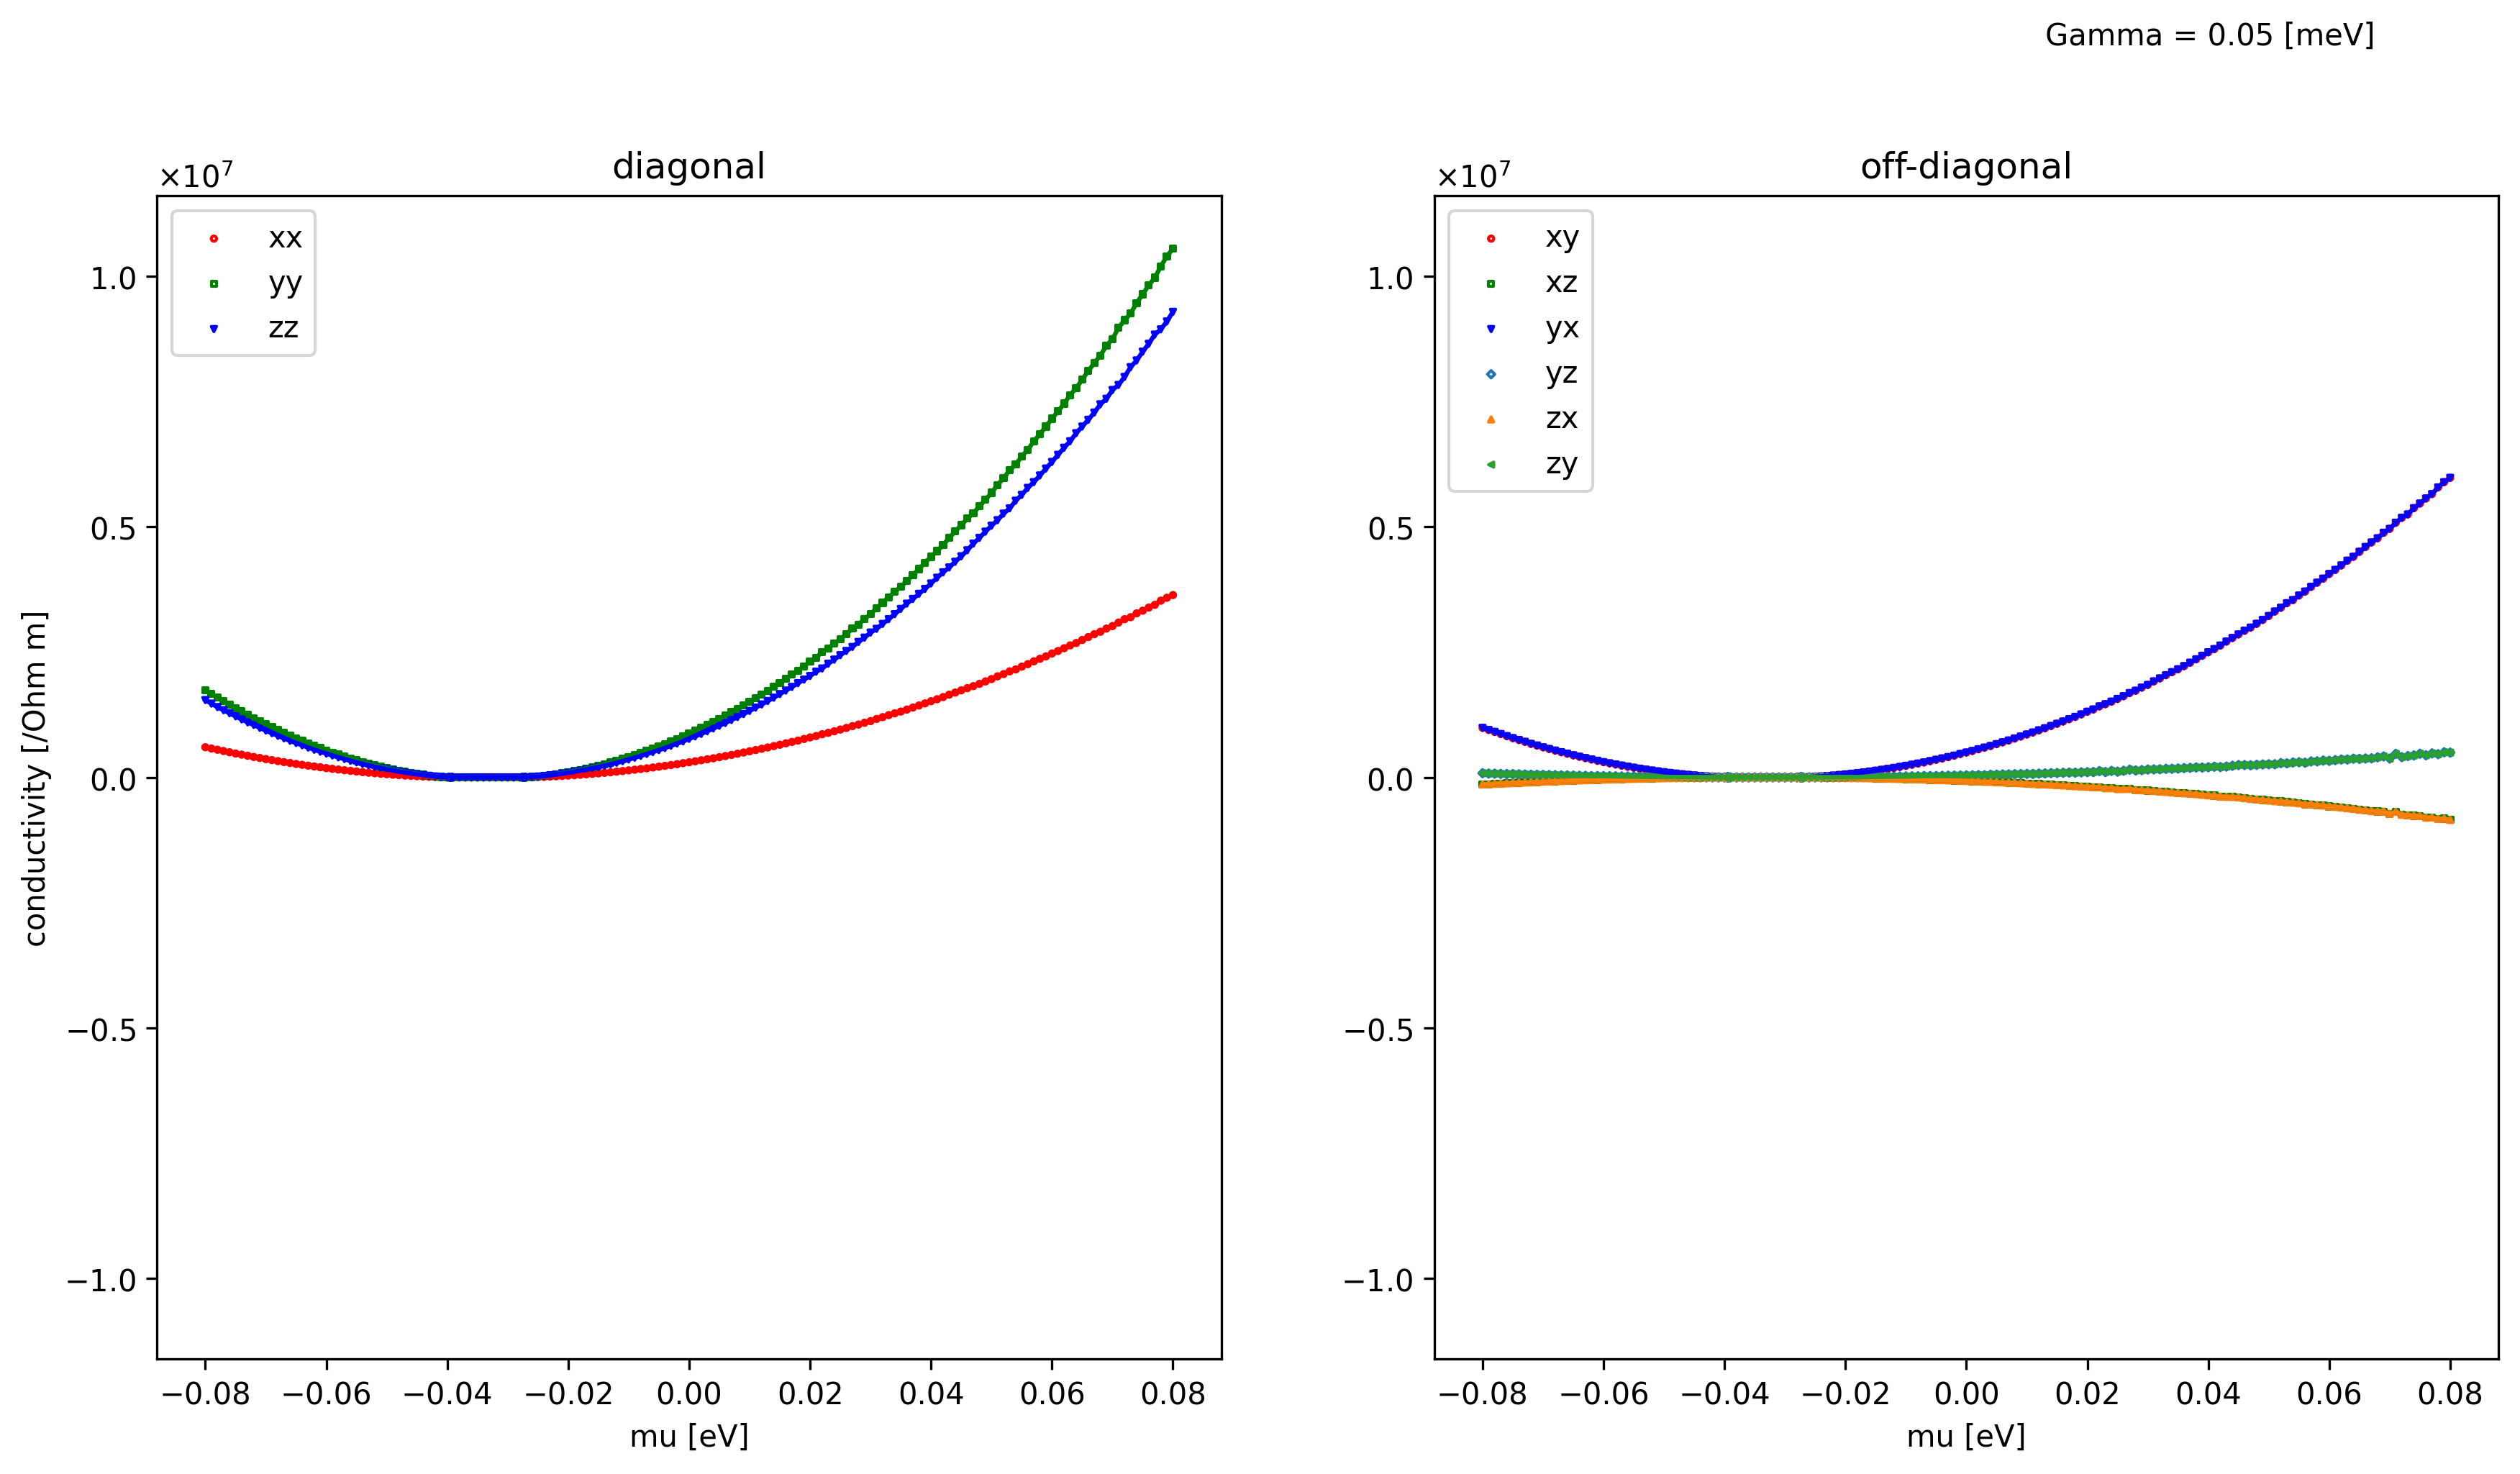 Gamma = 0.05 [meV]
diagonal
×10⁷
xx
yy
zz
1.0
0.5
0.0
−0.5
−1.0
conductivity [/Ohm m]
−0.08 −0.06 −0.04 −0.02 0.00 0.02 0.04 0.06 0.08
mu [eV]
off-diagonal
×10⁷
xy
xz
yx
yz
zx
zy
1.0
0.5
0.0
−0.5
−1.0
−0.08 −0.06 −0.04 −0.02 0.00 0.02 0.04 0.06 0.08
mu [eV]